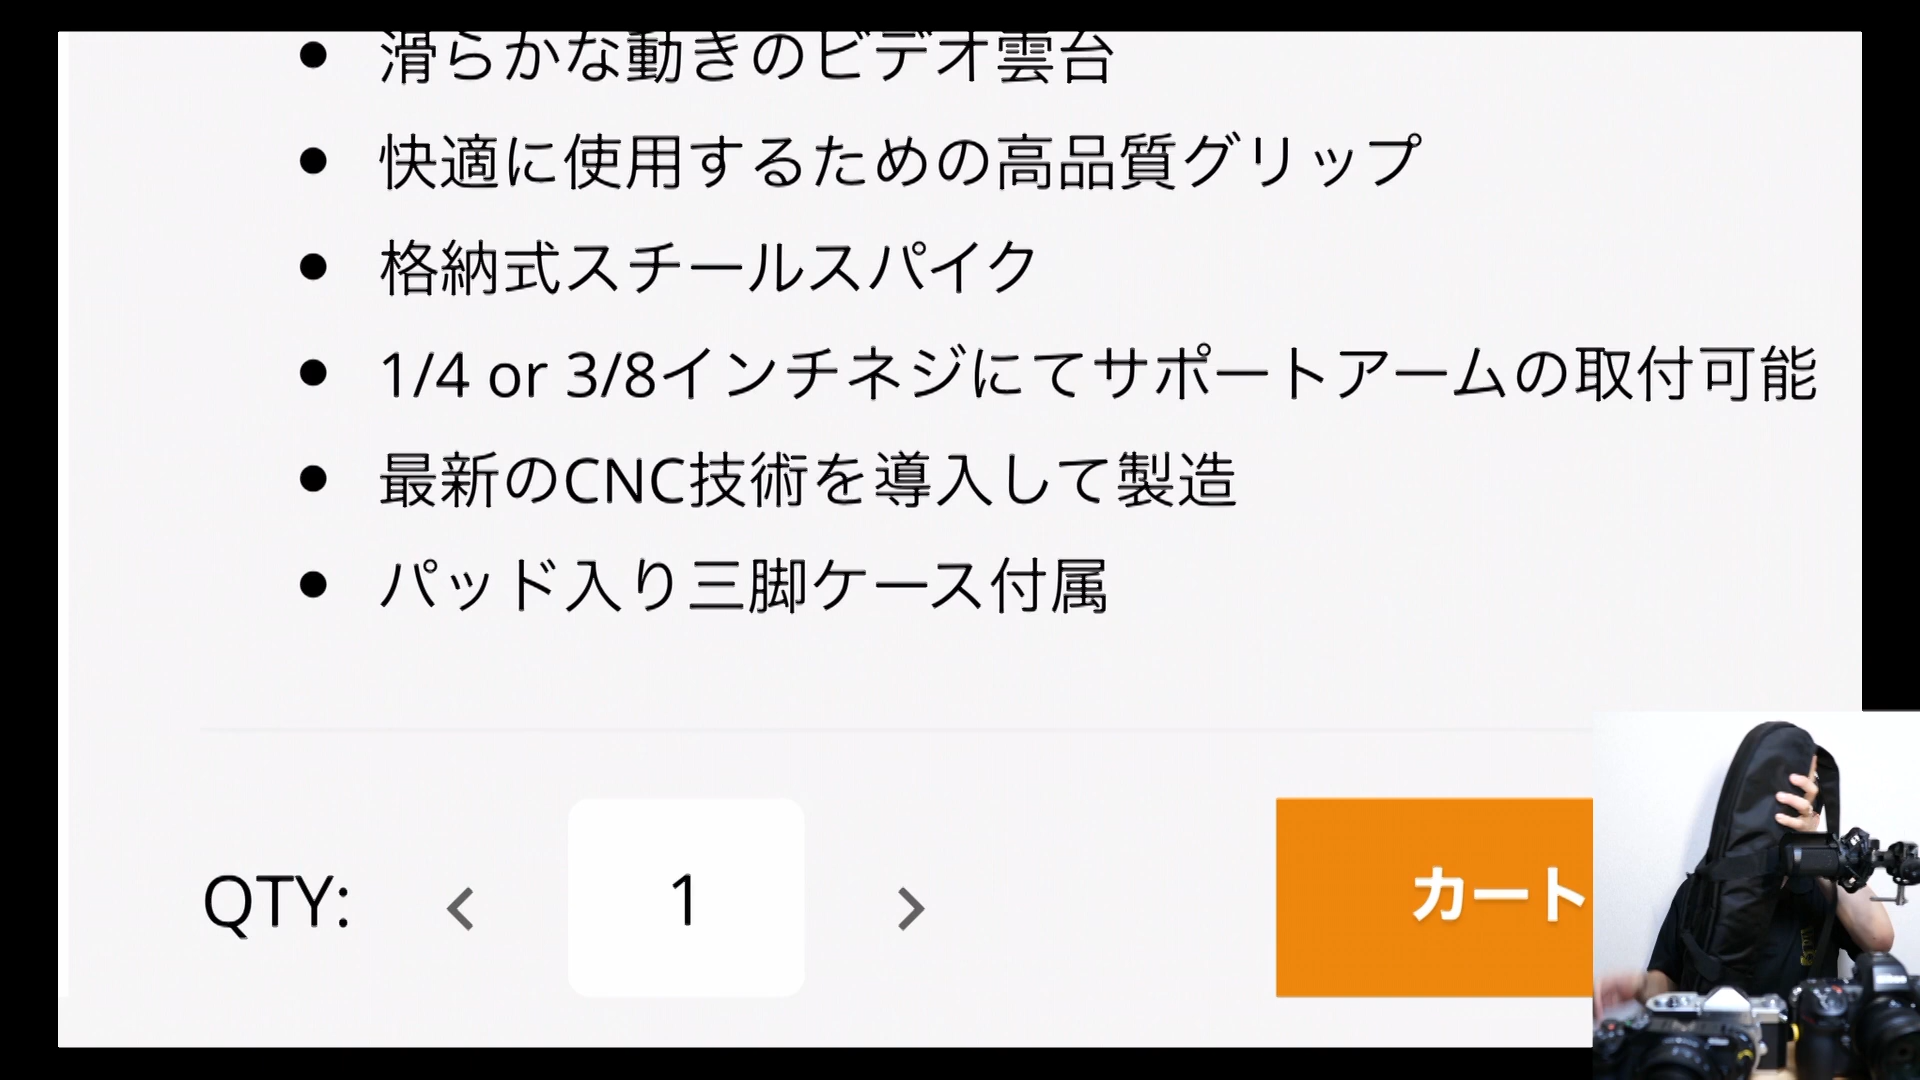 ● 滑らかな動きのビデオ雲台
● 快適に使用するための高品質グリップ
● 格納式スチールスパイク
● 1/4 or 3/8インチネジにてサポートアームの取付可能
● 最新のCNC技術を導入して製造
● パッド入り三脚ケース付属
QTY: < 1 > カート